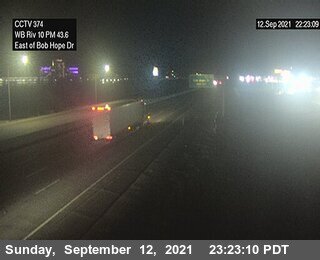 CCTV 374
WB Riv 10 PM 43.6
East of Bob Hope Dr
12.Sep 2021 22:23:09
Sunday, September 12, 2021 23:23:10 PDT